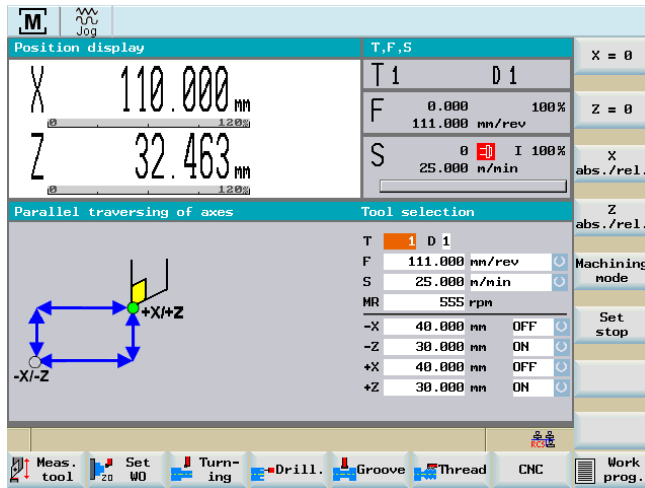 M
Jog
Position display
X 110.000 mm
0 120%
Z 32.463 mm
0 120%
T,F,S
T 1 D 1
F 0.000 100%
111.000 mm/rev
S 0 I 100%
25.000 m/min
Parallel traversing of axes
+X/+Z
-X/-Z
Tool selection
T 1 D 1
F 111.000 mm/rev
S 25.000 m/min
MR 555 rpm
-X 40.000 mm OFF
-Z 30.000 mm ON
+X 40.000 mm OFF
+Z 30.000 mm ON
X = 0
Z = 0
X
abs./rel.
Z
abs./rel.
Machining
mode
Set
stop
RCS
Meas.
tool
Z0
Set
WO
Turn-
ing
Drill.
Groove
Thread
CNC
Work
prog.